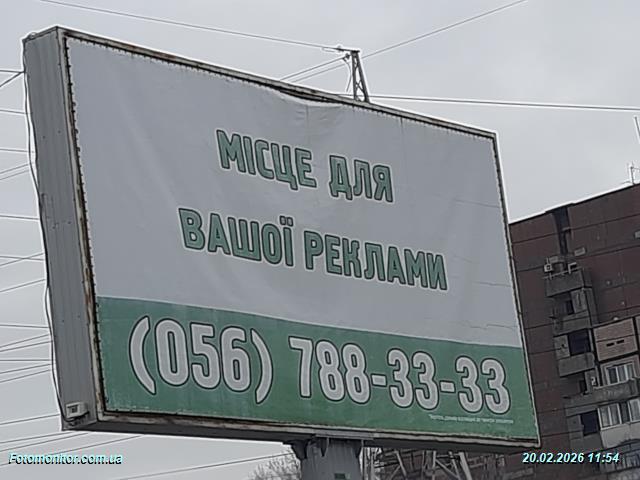 МІСЦЕ ДЛЯ
ВАШОЇ РЕКЛАМИ
(056) 788-33-33
Fotomonitor.com.ua
20.02.2026 11:54